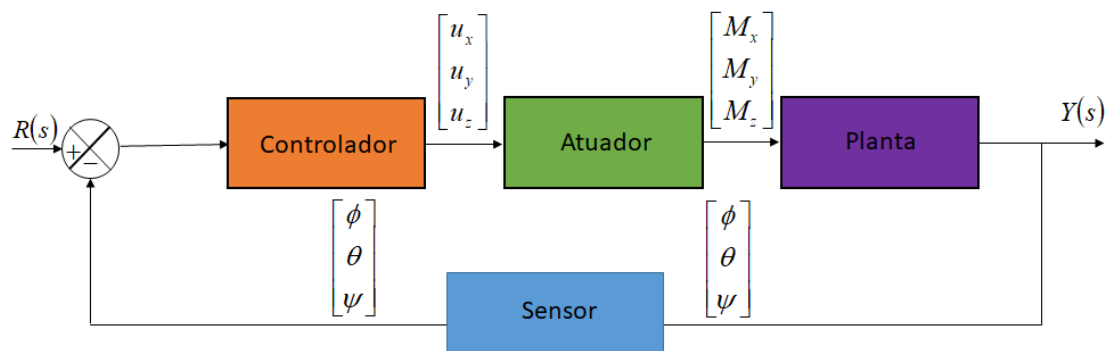 R(s)
+
−
Controlador
u_x
u_y
u_z
Atuador
M_x
M_y
M_z
Planta
Y(s)
ϕ
θ
ψ
Sensor
ϕ
θ
ψ